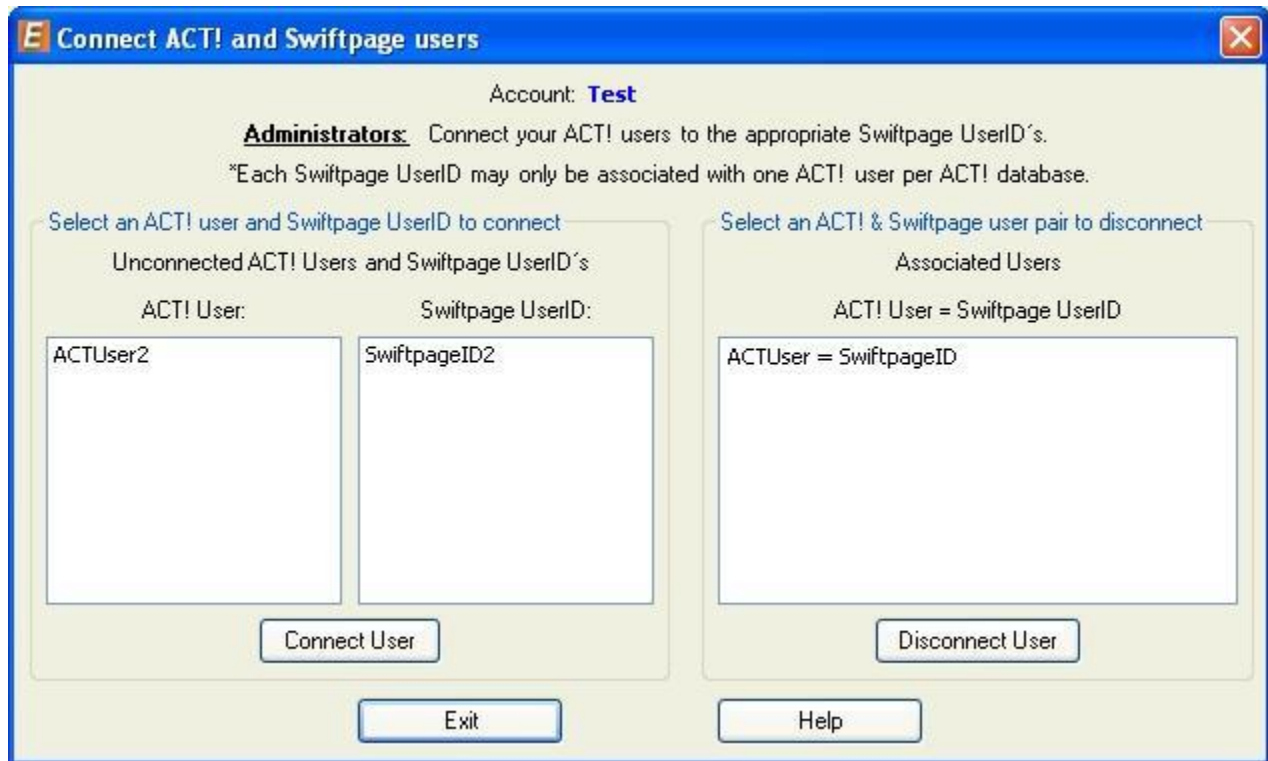 E Connect ACT! and Swiftpage users
Account: Test
Administrators: Connect your ACT! users to the appropriate Swiftpage UserID´s.
*Each Swiftpage UserID may only be associated with one ACT! user per ACT! database.
Select an ACT! user and Swiftpage UserID to connect
Unconnected ACT! Users and Swiftpage UserID´s
ACT! User:
Swiftpage UserID:
ACTUser2
SwiftpageID2
Connect User
Select an ACT! & Swiftpage user pair to disconnect
Associated Users
ACT! User = Swiftpage UserID
ACTUser = SwiftpageID
Disconnect User
Exit
Help